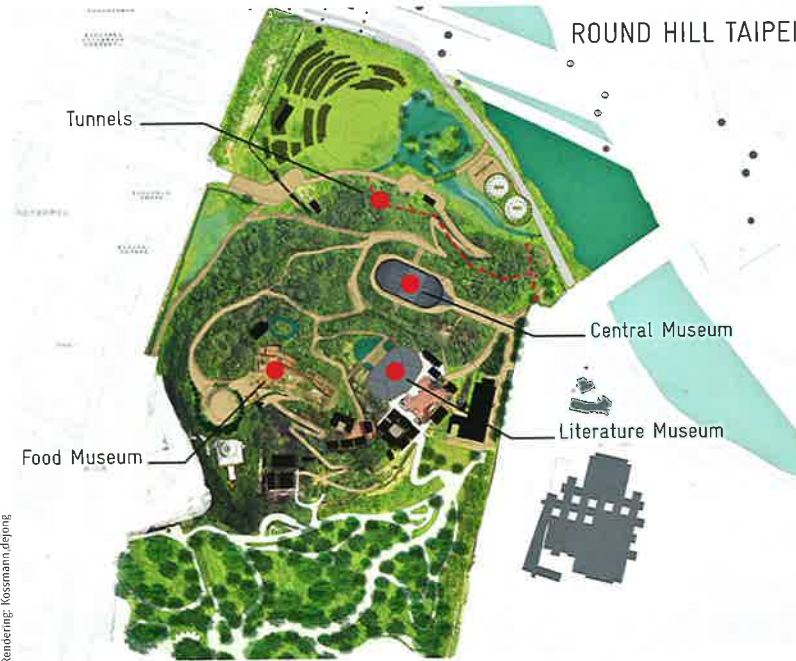 ROUND HILL TAIPEI
Tunnels
Central Museum
Literature Museum
Food Museum
Rendering: Kossmann.dejong